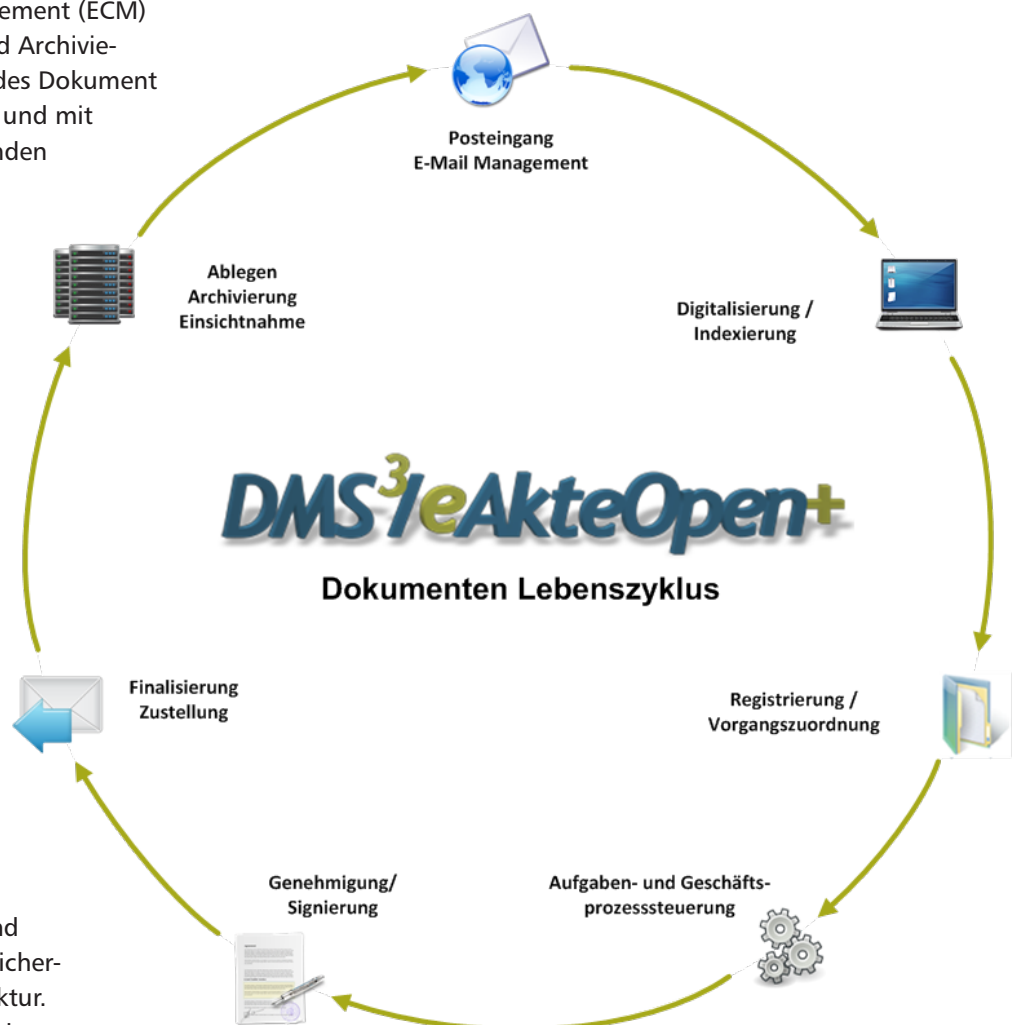 ement (ECM)
d Archivie-
des Dokument
und mit
nden
Posteingang
E-Mail Management
Ablegen
Archivierung
Einsichtnahme
Digitalisierung /
Indexierung
DMS³/eAkteOpen+
Dokumenten Lebenszyklus
Finalisierung
Zustellung
Registrierung /
Vorgangszuordnung
Genehmigung/
Signierung
Aufgaben- und Geschäfts-
prozesssteuerung
nd
icher-
ktur.